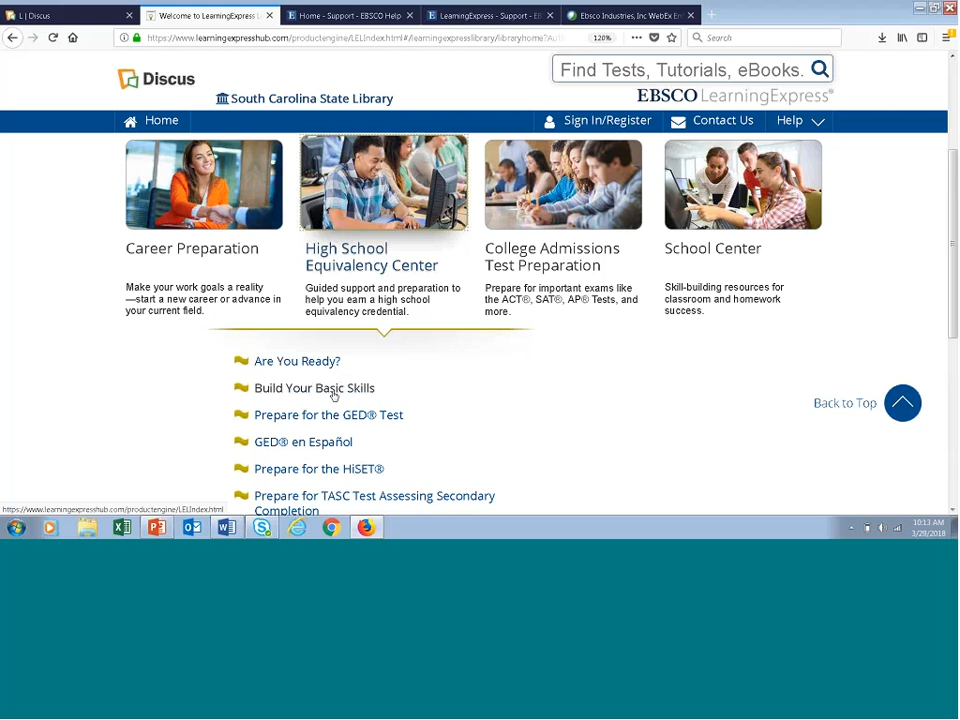 L | Discus
Welcome to LearningExpress L
Home - Support - EBSCO Help
LearningExpress - Support - EB
Ebsco Industries, Inc WebEx En
https://www.learningexpresshub.com/productengine/LELIndex.html#/learningexpresslibrary/libraryhome?Auth
120%
Search
Discus
Find Tests, Tutorials, eBooks.
South Carolina State Library
EBSCO LearningExpress®
Home
Sign In/Register
Contact Us
Help
Career Preparation
High School
Equivalency Center
College Admissions
Test Preparation
School Center
Make your work goals a reality
—start a new career or advance in
your current field.
Guided support and preparation to
help you earn a high school
equivalency credential.
Prepare for important exams like
the ACT®, SAT®, AP® Tests, and
more.
Skill-building resources for
classroom and homework
success.
Are You Ready?
Build Your Basic Skills
Prepare for the GED® Test
GED® en Español
Prepare for the HiSET®
Prepare for TASC Test Assessing Secondary
Completion
Back to Top
https://www.learningexpresshub.com/productengine/LELIndex.html
10:13 AM
3/29/2018